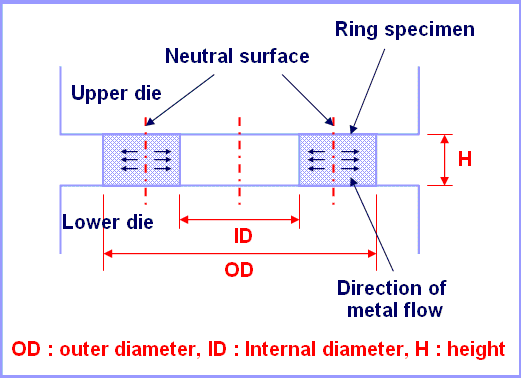 Ring specimen
Neutral surface
Upper die
H
Lower die
ID
OD
Direction of
metal flow
OD : outer diameter, ID : Internal diameter, H : height